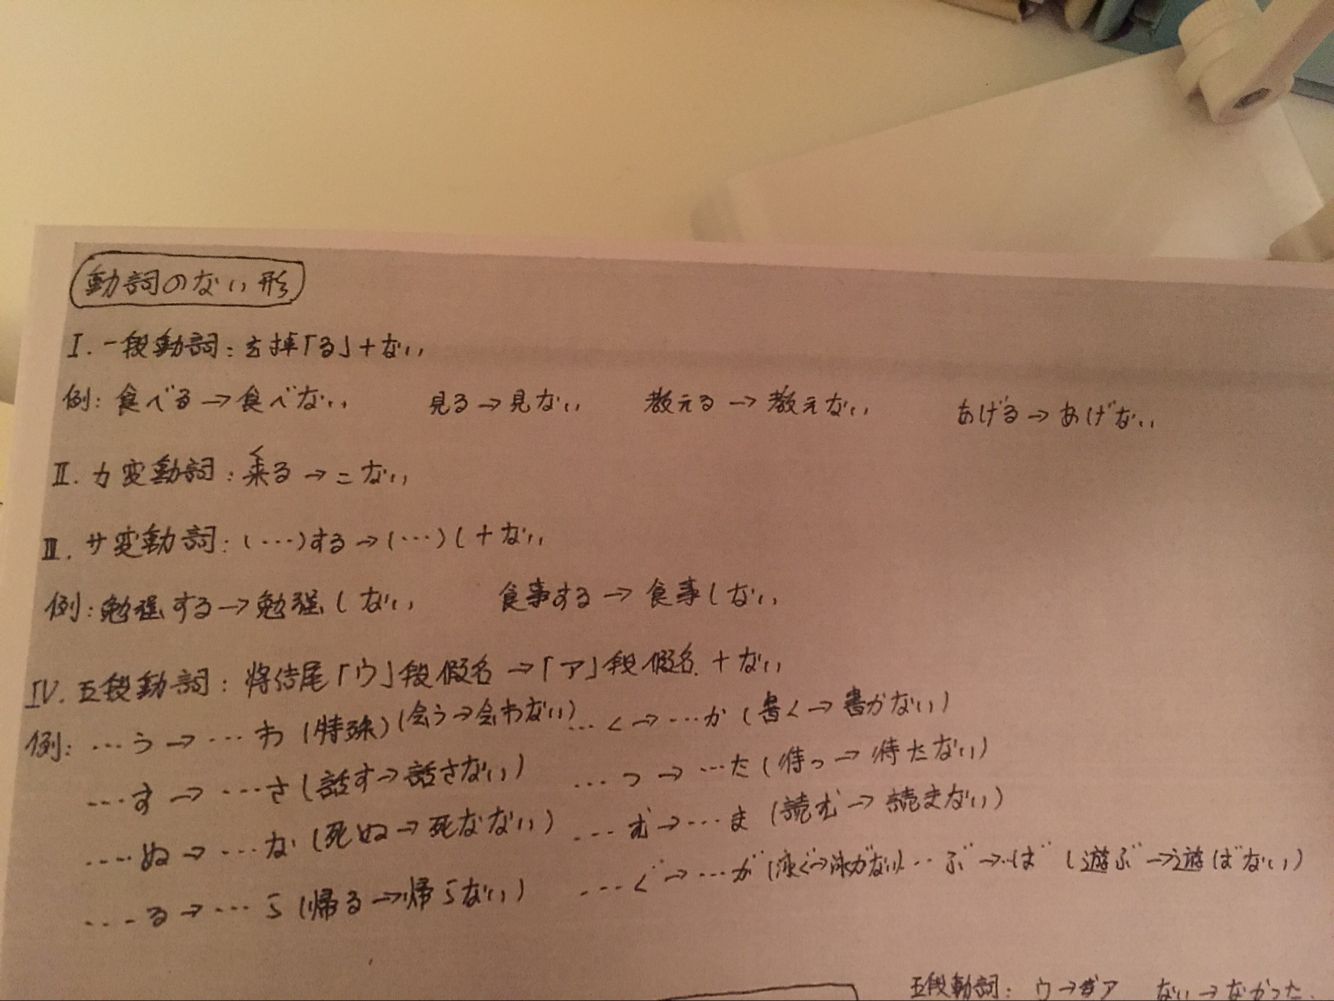 動詞のない形
I. 一段動詞：去掉「る」+ない
例：食べる→食べない 見る→見ない 教える→教えない あげる→あげない
II. カ変動詞：来る→こない
く
III. サ変動詞：(…)する→(…)し+ない
例：勉強する→勉強しない 食事する→食事しない
IV. 五段動詞：将结尾「ウ」段假名→「ア」段假名+ない
例：…う→…わ(特殊)(会う→会わない) …く→…か(書く→書かない)
…す→…さ(話す→話さない) …つ→…た(待つ→待たない)
…ぬ→…な(死ぬ→死なない) …む→…ま(読む→読まない)
…る→…ら(帰る→帰らない) …ぐ→…が(泳ぐ→泳がない) …ぶ→…ば(遊ぶ→遊ばない)
五段動詞：ウ→ア ない→なかった